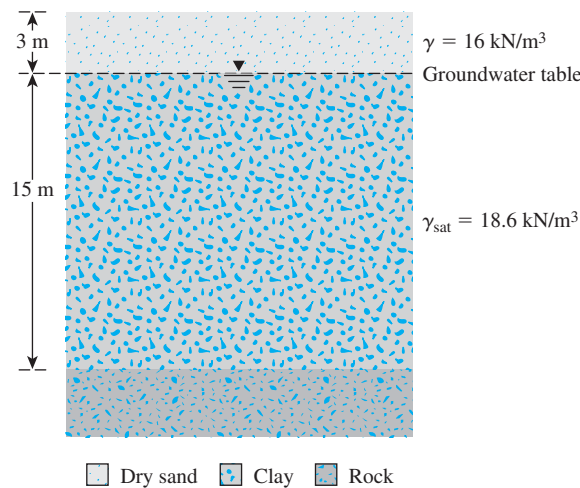 3 m
γ = 16 kN/m³
Groundwater table
15 m
γsat = 18.6 kN/m³
Dry sand
Clay
Rock